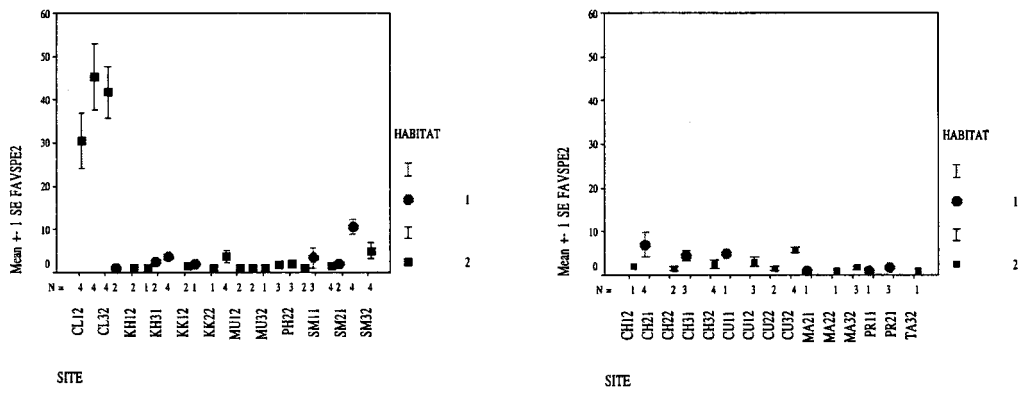 60
50
40
30
20
10
0
Mean +- 1 SE FAVSPE2
N = 4 4 4 2 2 1 2 4 2 1 1 4 2 2 1 3 3 2 3 4 2 4 4
CL12
CL32
KH12
KH31
KK12
KK22
MU12
MU32
PH22
SM11
SM21
SM32
SITE
HABITAT
1
2
60
50
40
30
20
10
0
Mean +- 1 SE FAVSPE2
N = 1 4 2 3 4 1 3 2 4 1 1 3 1 3 1
CH12
CH21
CH22
CH31
CH32
CU11
CU12
CU22
CU32
MA21
MA22
MA32
PR11
PR21
TA32
SITE
HABITAT
1
2